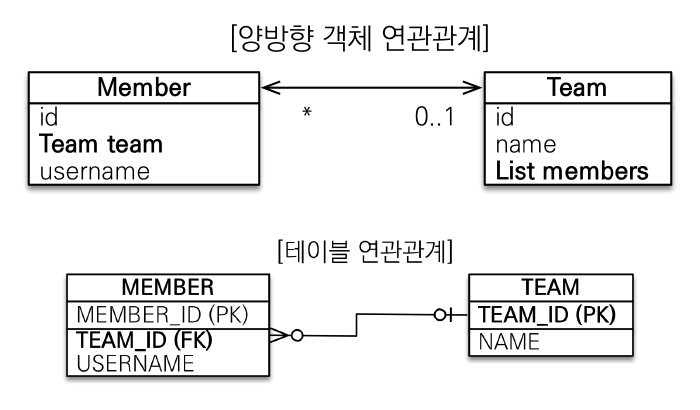 [양방향 객체 연관관계]
Member
id
Team team
username
*
0..1
Team
id
name
List members
[테이블 연관관계]
MEMBER
MEMBER_ID (PK)
TEAM_ID (FK)
USERNAME
TEAM
TEAM_ID (PK)
NAME